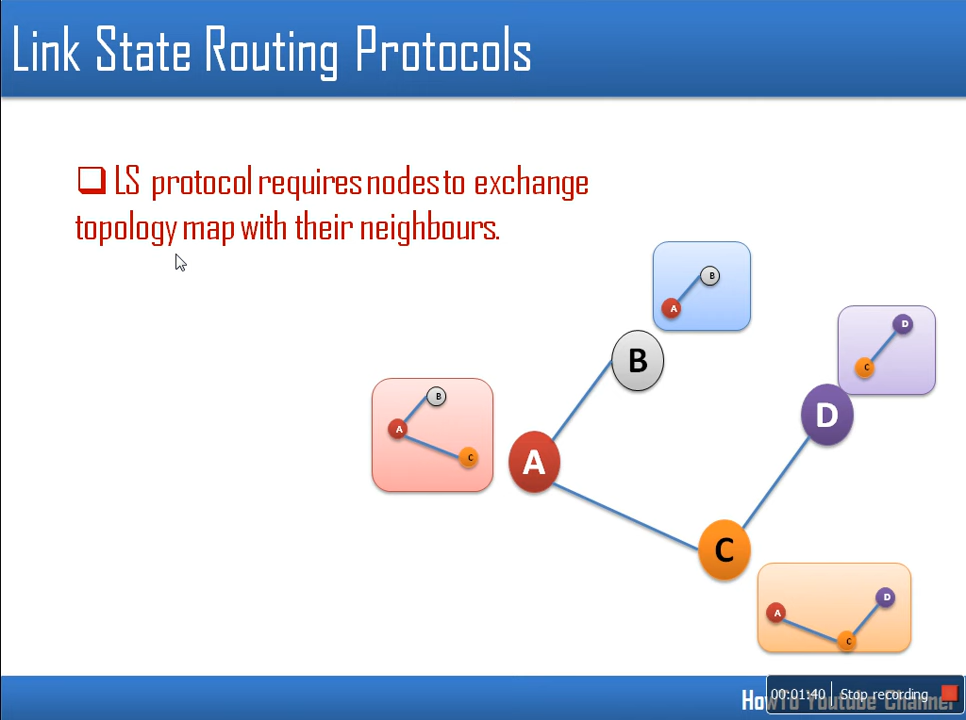 Link State Routing Protocols
LS protocol requires nodes to exchange
topology map with their neighbours.
B
A
D
C
B
A
B
A
C
D
A
C
D
A
C
HowTo Youtube Channel
00:01:40 Stop recording